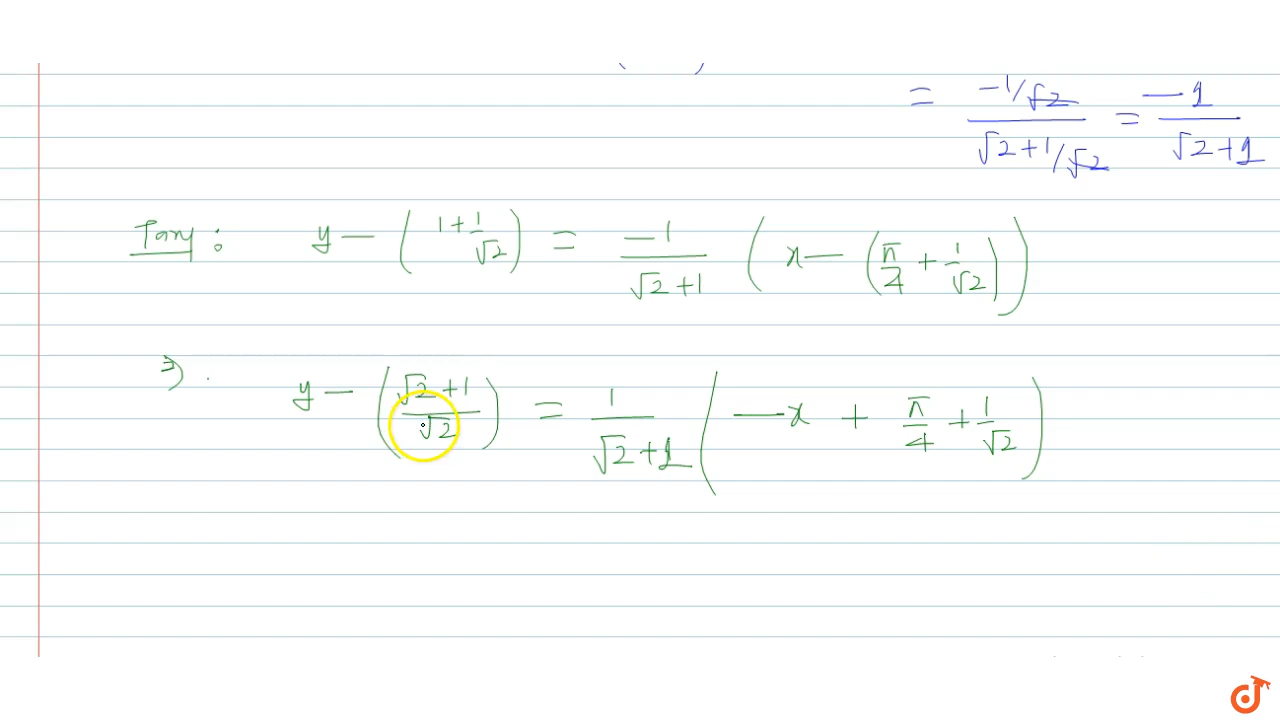 = (-1/√2)/(√2+1/√2) = -1/(√2+1)
Tan : y - (1+1/√2) = -1/(√2+1) (x - (π/4 + 1/√2))
⇒ y - ((√2+1)/√2) = 1/(√2+1) (-x + π/4 + 1/√2)